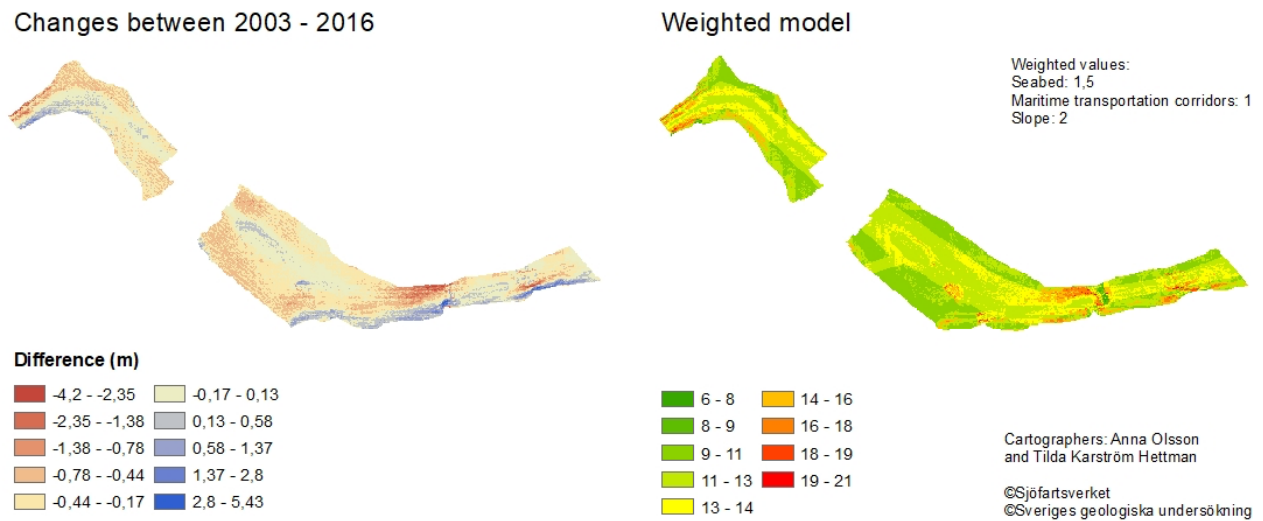 Changes between 2003 - 2016
Weighted model
Weighted values:
Seabed: 1,5
Maritime transportation corridors: 1
Slope: 2
Difference (m)
-4,2 - -2,35
-2,35 - -1,38
-1,38 - -0,78
-0,78 - -0,44
-0,44 - -0,17
-0,17 - 0,13
0,13 - 0,58
0,58 - 1,37
1,37 - 2,8
2,8 - 5,43
6 - 8
8 - 9
9 - 11
11 - 13
13 - 14
14 - 16
16 - 18
18 - 19
19 - 21
Cartographers: Anna Olsson
and Tilda Karström Hettman
©Sjöfartsverket
©Sveriges geologiska undersökning